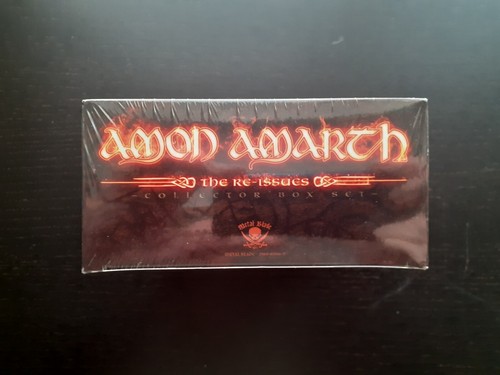 AMON AMARTH
THE RE-ISSUES
-COLLECTOR BOX SET-
Metal Blade